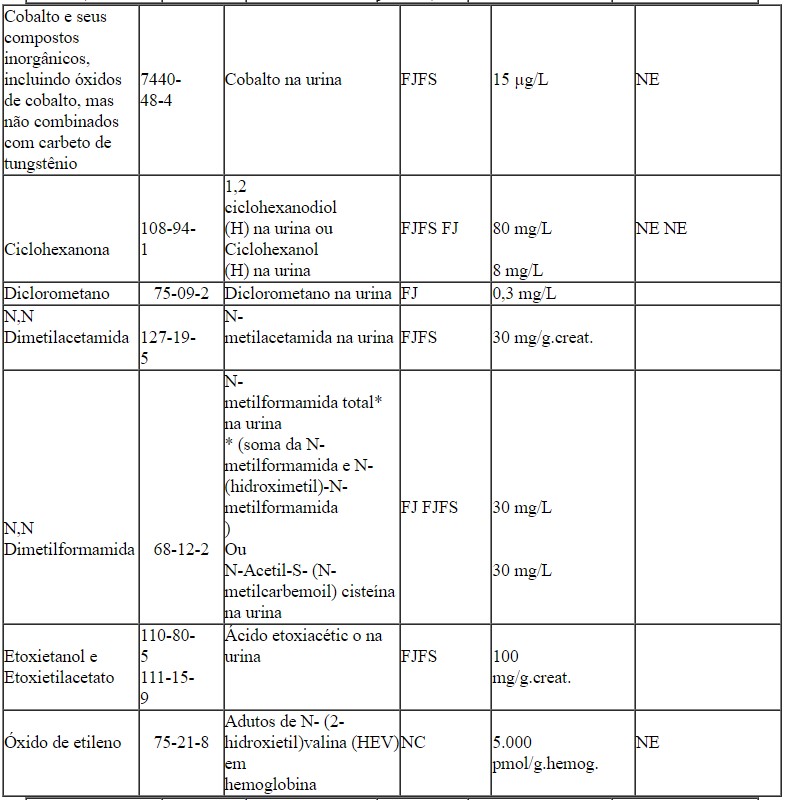 Cobalto e seus
compostos
inorgânicos,
incluindo óxidos
de cobalto, mas
não combinados
com carbeto de
tungstênio
7440-
48-4
Cobalto na urina
FJFS
15 µg/L
NE
Ciclohexanona
108-94-
1
1,2
ciclohexanodiol
(H) na urina ou
Ciclohexanol
(H) na urina
FJFS FJ
80 mg/L
8 mg/L
NE NE
Diclorometano
75-09-2
Diclorometano na urina
FJ
0,3 mg/L
N,N
Dimetilacetamida
127-19-
5
N-
metilacetamida na urina
FJFS
30 mg/g.creat.
N,N
Dimetilformamida
68-12-2
N-
metilformamida total*
na urina
* (soma da N-
metilformamida e N-
(hidroximetil)-N-
metilformamida
)
Ou
N-Acetil-S- (N-
metilcarbemoil) cisteína
na urina
FJ FJFS
30 mg/L
30 mg/L
Etoxietanol e
Etoxietilacetato
110-80-
5
111-15-
9
Ácido etoxiacétic o na
urina
FJFS
100
mg/g.creat.
Óxido de etileno
75-21-8
Adutos de N- (2-
hidroxietil)valina (HEV)
em
hemoglobina
NC
5.000
pmol/g.hemog.
NE